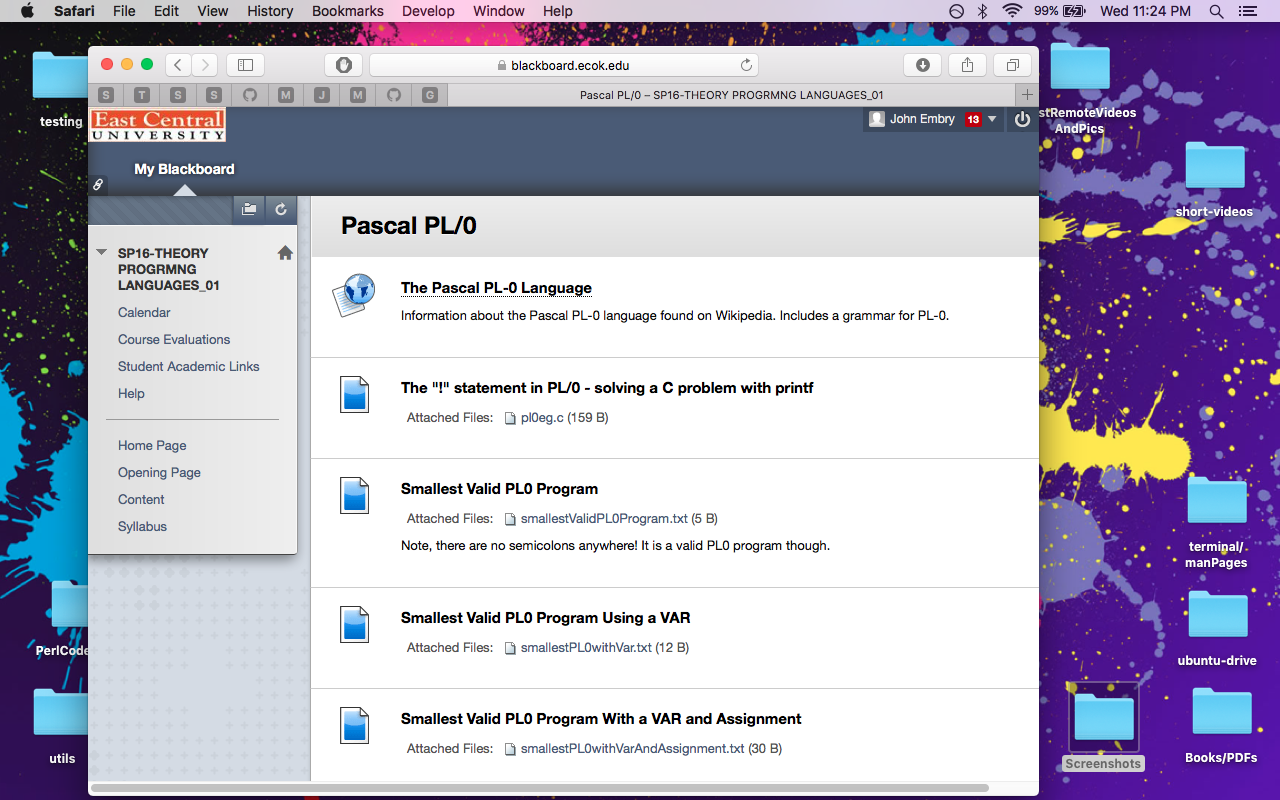 Safari File Edit View History Bookmarks Develop Window Help 99% Wed 11:24 PM
testing
stRemoteVideos
AndPics
short-videos
terminal/
manPages
ubuntu-drive
PerlCode
utils
Screenshots
Books/PDFs
blackboard.ecok.edu
S T S S M J M G Pascal PL/0 – SP16-THEORY PROGRMNG LANGUAGES_01
East Central
UNIVERSITY
John Embry 13
My Blackboard
SP16-THEORY
PROGRMNG
LANGUAGES_01
Calendar
Course Evaluations
Student Academic Links
Help
Home Page
Opening Page
Content
Syllabus
Pascal PL/0
The Pascal PL-0 Language
Information about the Pascal PL-0 language found on Wikipedia. Includes a grammar for PL-0.
The "!" statement in PL/0 - solving a C problem with printf
Attached Files: pl0eg.c (159 B)
Smallest Valid PL0 Program
Attached Files: smallestValidPL0Program.txt (5 B)
Note, there are no semicolons anywhere! It is a valid PL0 program though.
Smallest Valid PL0 Program Using a VAR
Attached Files: smallestPL0withVar.txt (12 B)
Smallest Valid PL0 Program With a VAR and Assignment
Attached Files: smallestPL0withVarAndAssignment.txt (30 B)